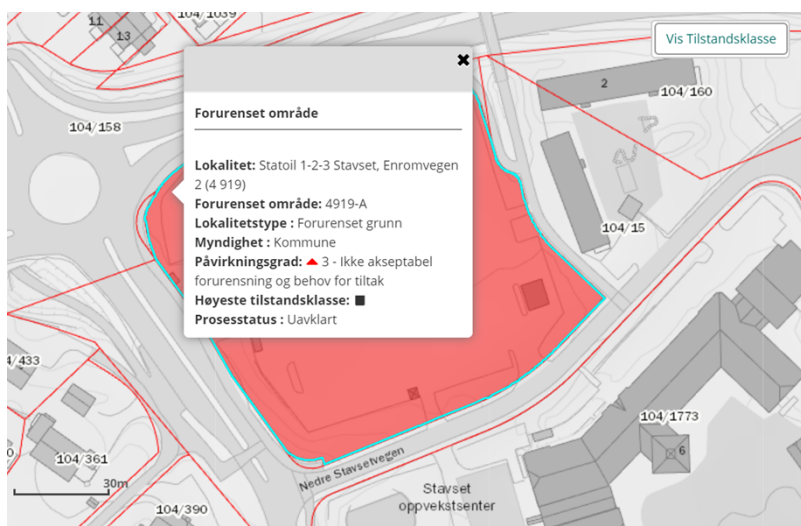 104/1039
11
13
Vis Tilstandsklasse
✖
2
104/160
104/158
Forurenset område
Lokalitet: Statoil 1-2-3 Stavset, Enromvegen
2 (4 919)
Forurenset område: 4919-A
Lokalitetstype : Forurenset grunn
Myndighet : Kommune
Påvirkningsgrad: 3 - Ikke akseptabel
forurensning og behov for tiltak
Høyeste tilstandsklasse:
Prosesstatus : Uavklart
104/15
4/433
104/1773
6
0
104/361
30m
Nedre Stavsetvegen
Stavset
oppvekstsenter
104/390